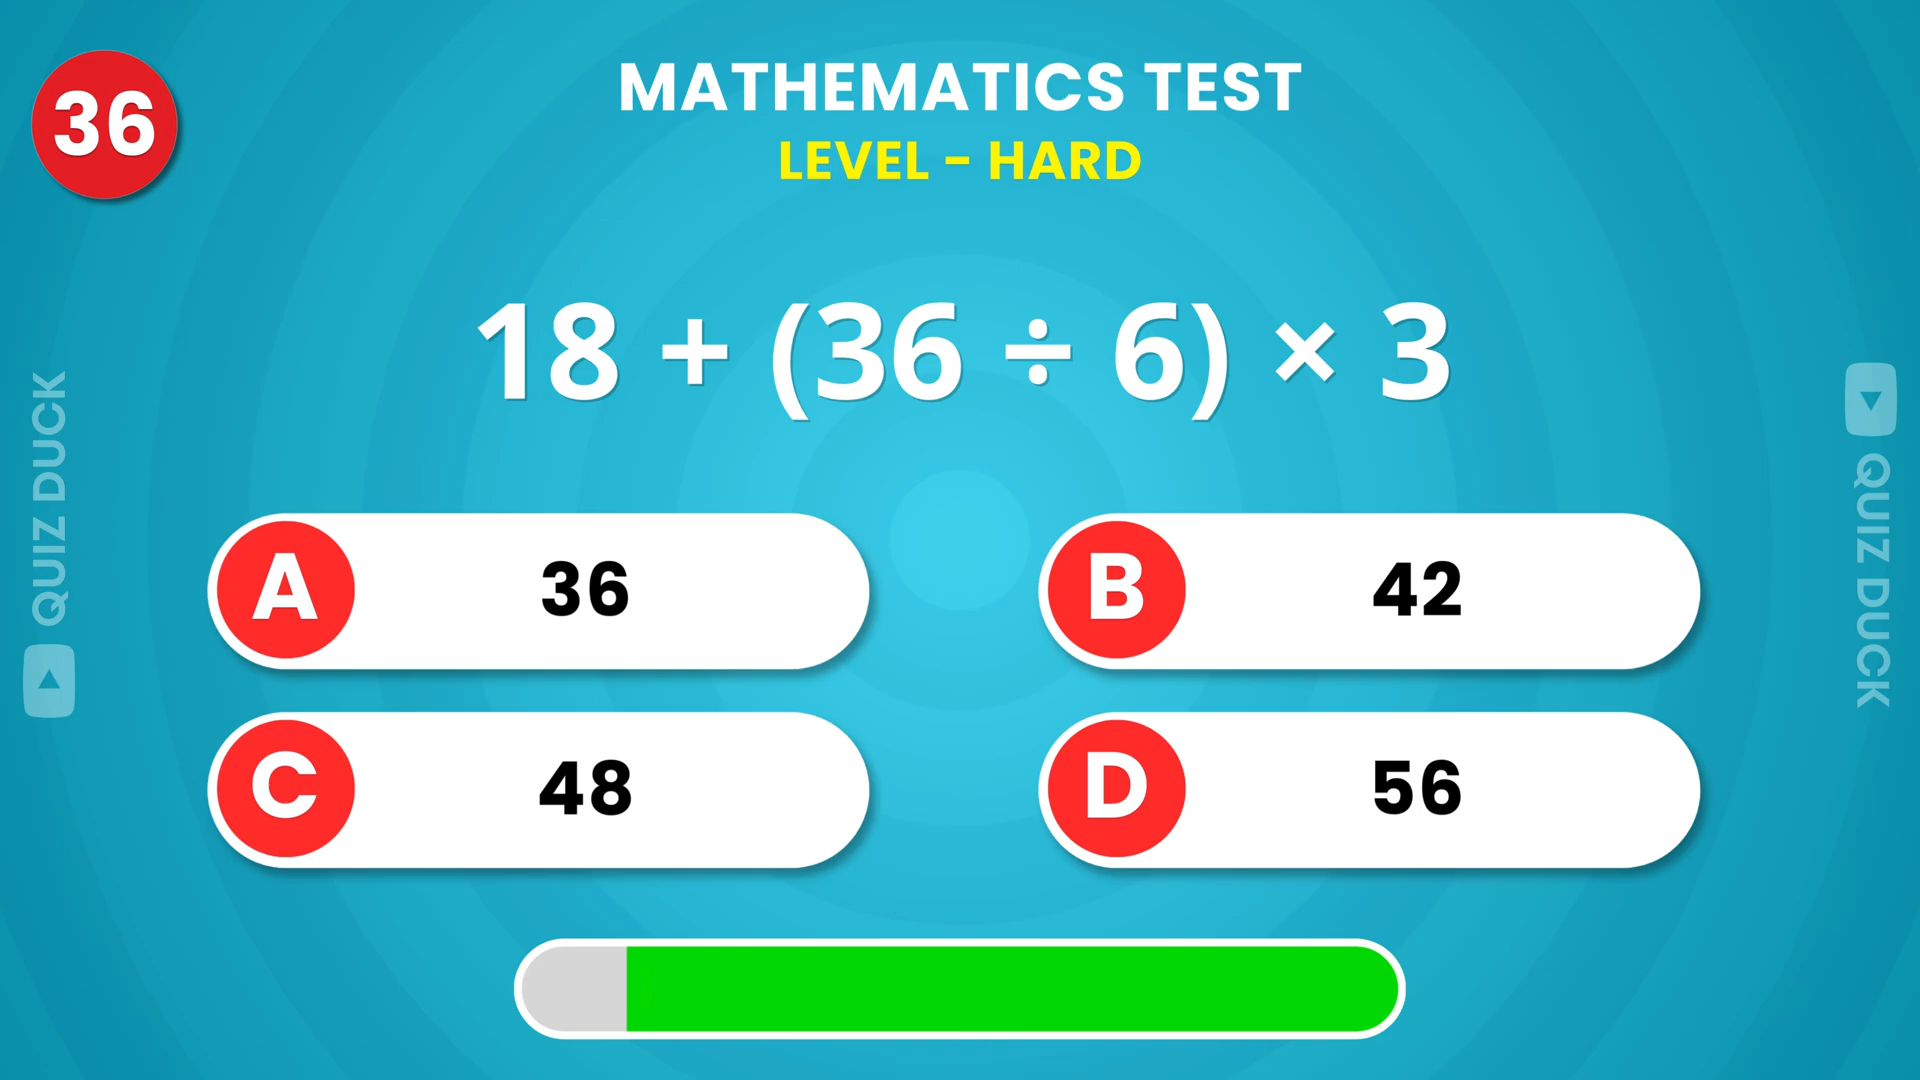 36
MATHEMATICS TEST
LEVEL - HARD
18 + (36 ÷ 6) × 3
A 36
B 42
C 48
D 56
QUIZ DUCK
QUIZ DUCK